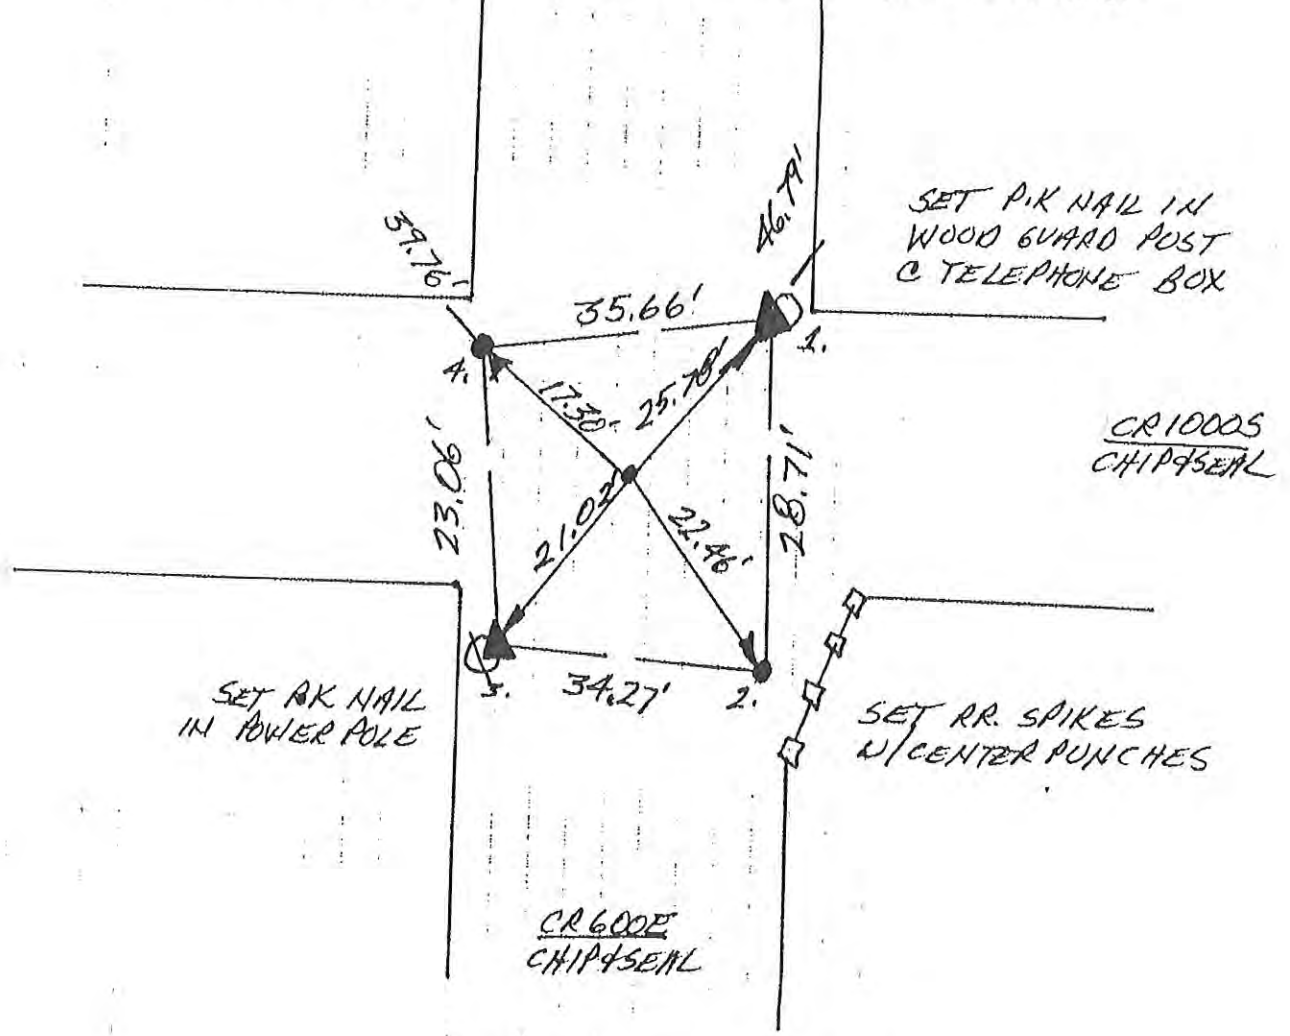 46.79'
39.76'
SET P.K NAIL IN
WOOD GUARD POST
C TELEPHONE BOX
35.66'
1.
4.
17.30
25.78'
CR1000S
CHIP&SEAL
23.06'
28.71'
21.02'
22.46'
3.
34.27'
2.
SET P.K NAIL
IN POWER POLE
SET RR. SPIKES
W/CENTER PUNCHES
CR600E
CHIP&SEAL